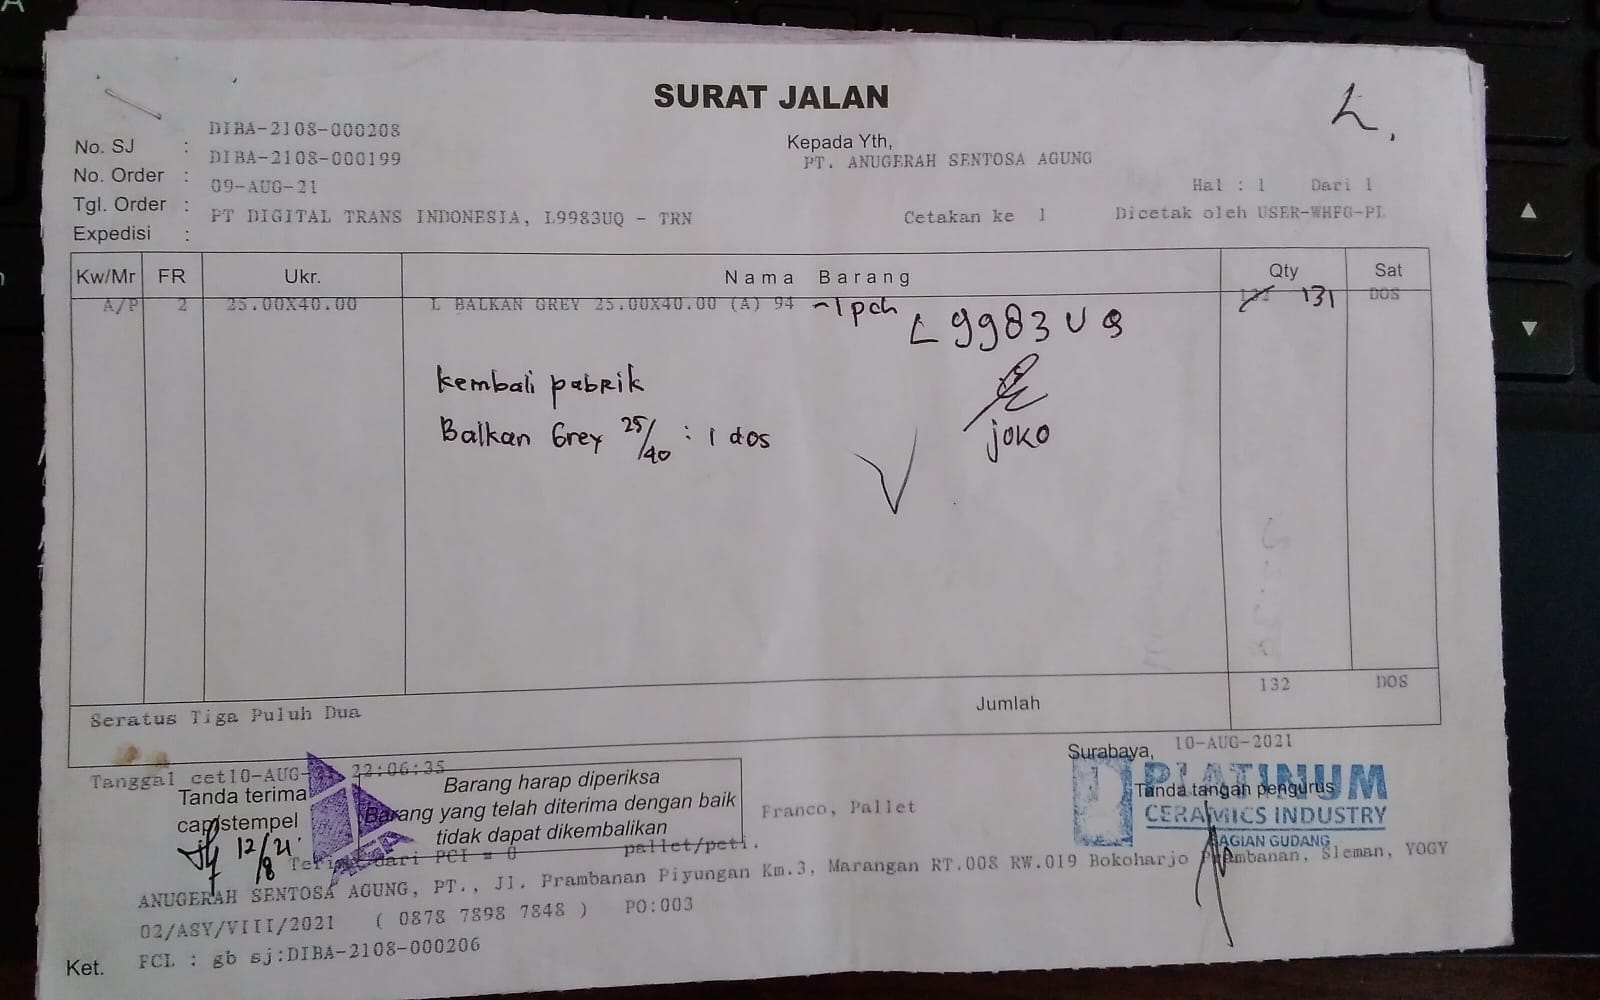 SURAT JALAN
L.
No. SJ : DIBA-2108-000208
No. Order : DIBA-2108-000199
Tgl. Order : 09-AUG-21
Expedisi : PT DIGITAL TRANS INDONESIA, L9983UQ - TRN
Kepada Yth,
PT. ANUGERAH SENTOSA AGUNG
Hal : 1 Dari 1
Cetakan ke 1 Dicetak oleh USER-WHFG-PL
Kw/Mr FR Ukr. Nama Barang Qty Sat
A/P 2 25.00X40.00 L BALKAN GREY 25.00X40.00 (A) 94 -1 pch 132 131 DOS
L 9983 UQ
kembali pabrik
Balkan Grey 25/40 : 1 dos
joko
Jumlah 132 DOS
Seratus Tiga Puluh Dua
Tanggal cet10-AUG- 22:06:35
Surabaya, 10-AUG-2021
Tanda terima
cap/stempel
12/8 21
Barang harap diperiksa
Barang yang telah diterima dengan baik
tidak dapat dikembalikan
Franco, Pallet
PLATINUM
Tanda tangan pengurus
CERAMICS INDUSTRY
BAGIAN GUDANG
dari PCI = 0 pallet/peti.
ANUGERAH SENTOSA AGUNG, PT., Jl. Prambanan Piyungan Km.3, Marangan RT.008 RW.019 Bokoharjo Prambanan, Sleman, YOGY
02/ASY/VIII/2021 ( 0878 7898 7848 ) PO:003
Ket. FCL : gb sj:DIBA-2108-000206